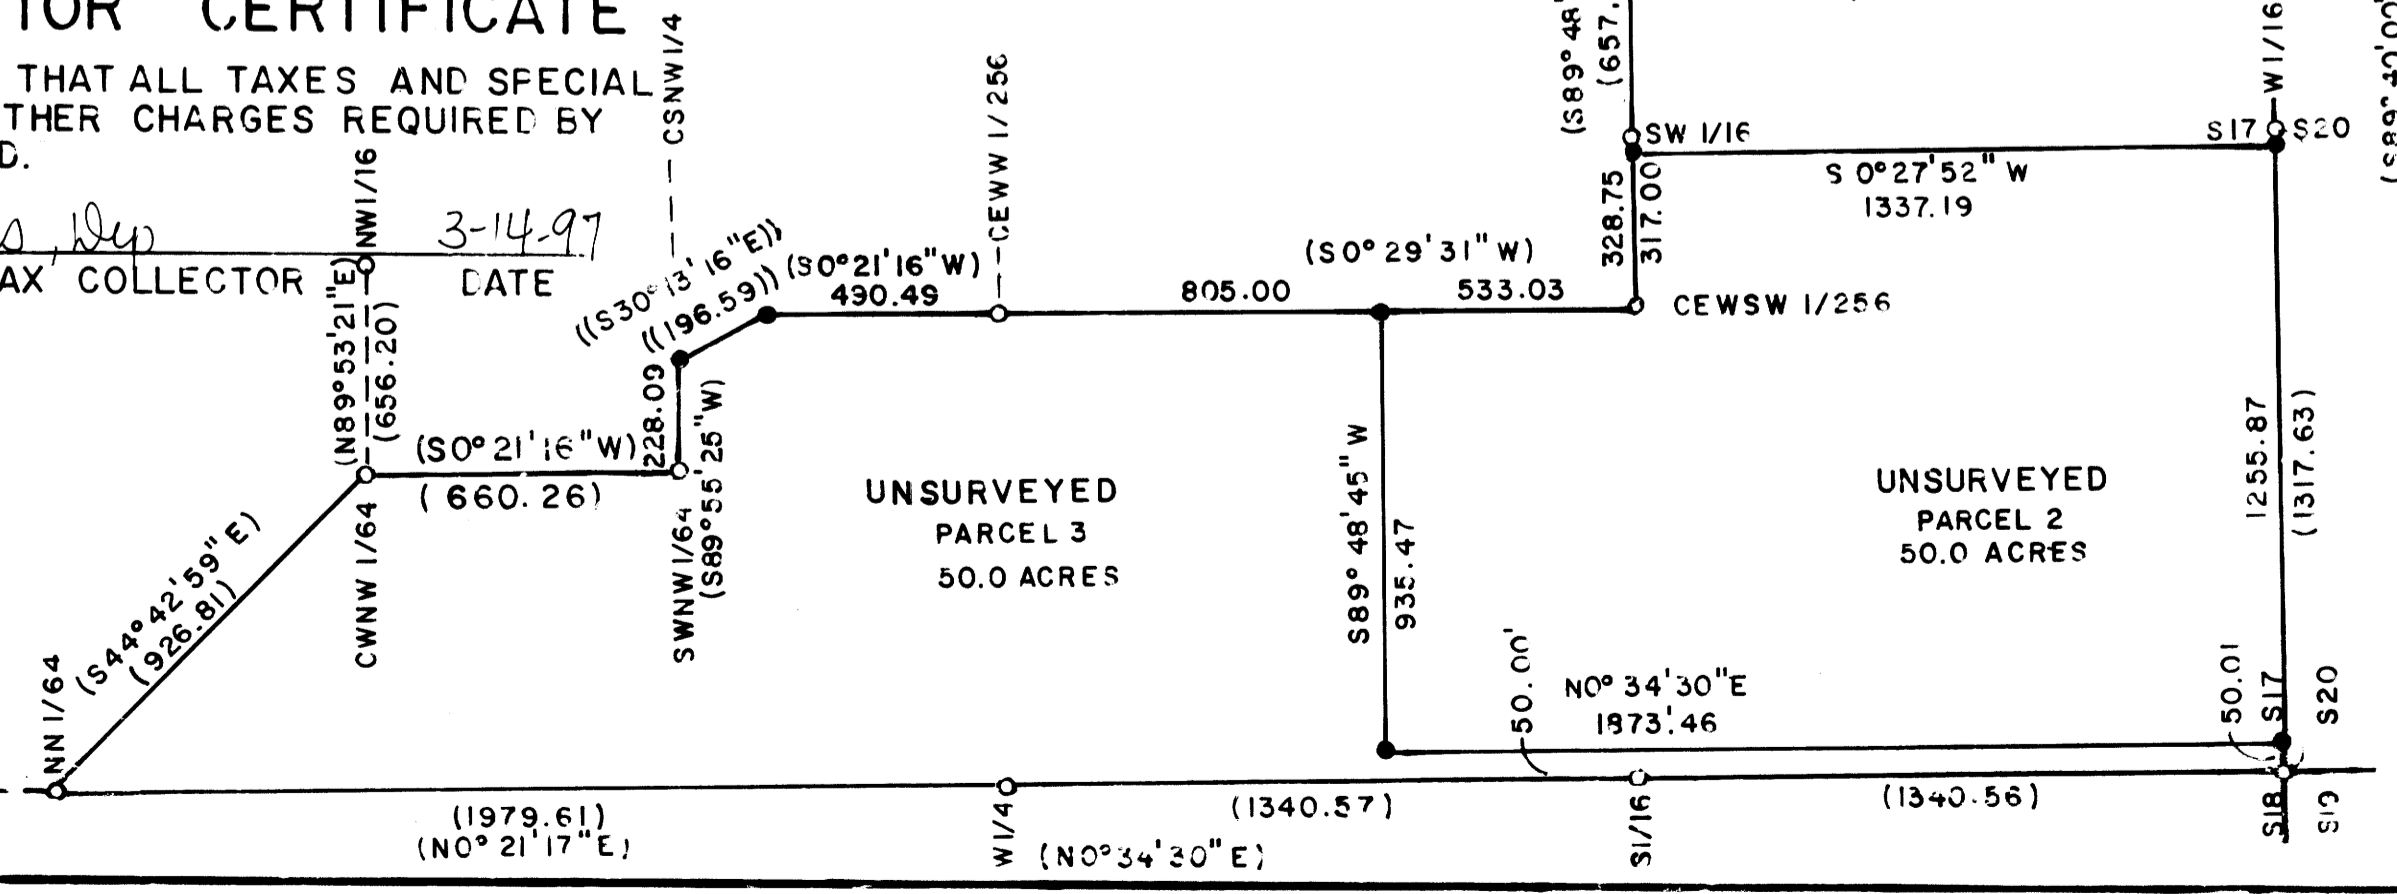 TOR CERTIFICATE
THAT ALL TAXES AND SPECIAL
THER CHARGES REQUIRED BY
D.
3-14-97
AX COLLECTOR
DATE
NW1/16
(N89°53'21"E)
(656.20)
CSNW1/4
((S30°13'16"E))
((196.59))
(S0°21'16"W)
490.49
CEWW 1/256
805.00
(S0°29'31"W)
533.03
(S89°48'
(657.
SW 1/16
328.75
317.00
CEWSW 1/256
S 0°27'52" W
1337.19
W1/16
S17
S20
228.09
(S89°55'25"W)
(S0°21'16"W)
(660.26)
(S44°42'59"E)
(926.81)
NN 1/64
CWNW 1/64
SWNW1/64
UNSURVEYED
PARCEL 3
50.0 ACRES
S89°48'45" W
935.47
UNSURVEYED
PARCEL 2
50.0 ACRES
1255.87
(1317.63)
50.00'
N0°34'30"E
1873.46
50.01
S17
S20
(1979.61)
(N0°21'17"E)
W1/4
(1340.57)
(N0°34'30"E)
S1/16
(1340.56)
S18
S19